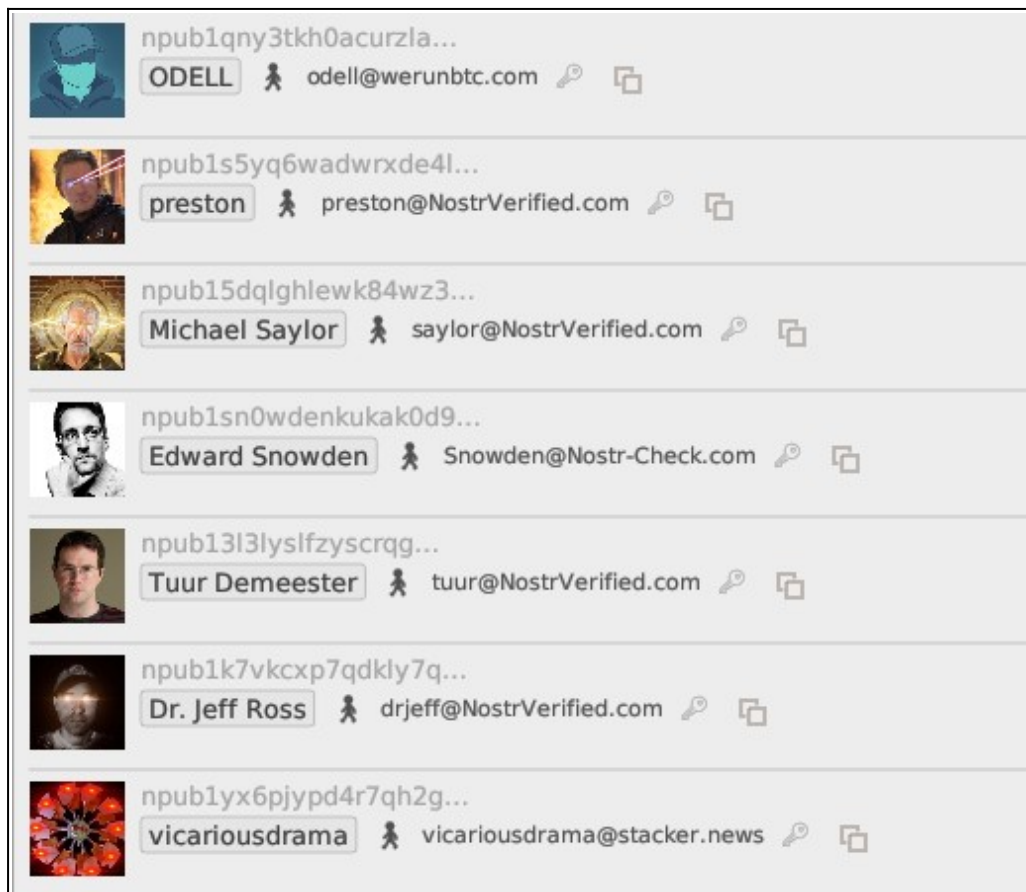 npub1qny3tkh0acurzla...
ODELL odell@werunbtc.com
npub1s5yq6wadwrxde4l...
preston preston@NostrVerified.com
npub15dqlghlewk84wz3...
Michael Saylor saylor@NostrVerified.com
npub1sn0wdenkukak0d9...
Edward Snowden Snowden@Nostr-Check.com
npub13l3lyslfzyscrqg...
Tuur Demeester tuur@NostrVerified.com
npub1k7vkcxp7qdkly7q...
Dr. Jeff Ross drjeff@NostrVerified.com
npub1yx6pjypd4r7qh2g...
vicariousdrama vicariousdrama@stacker.news